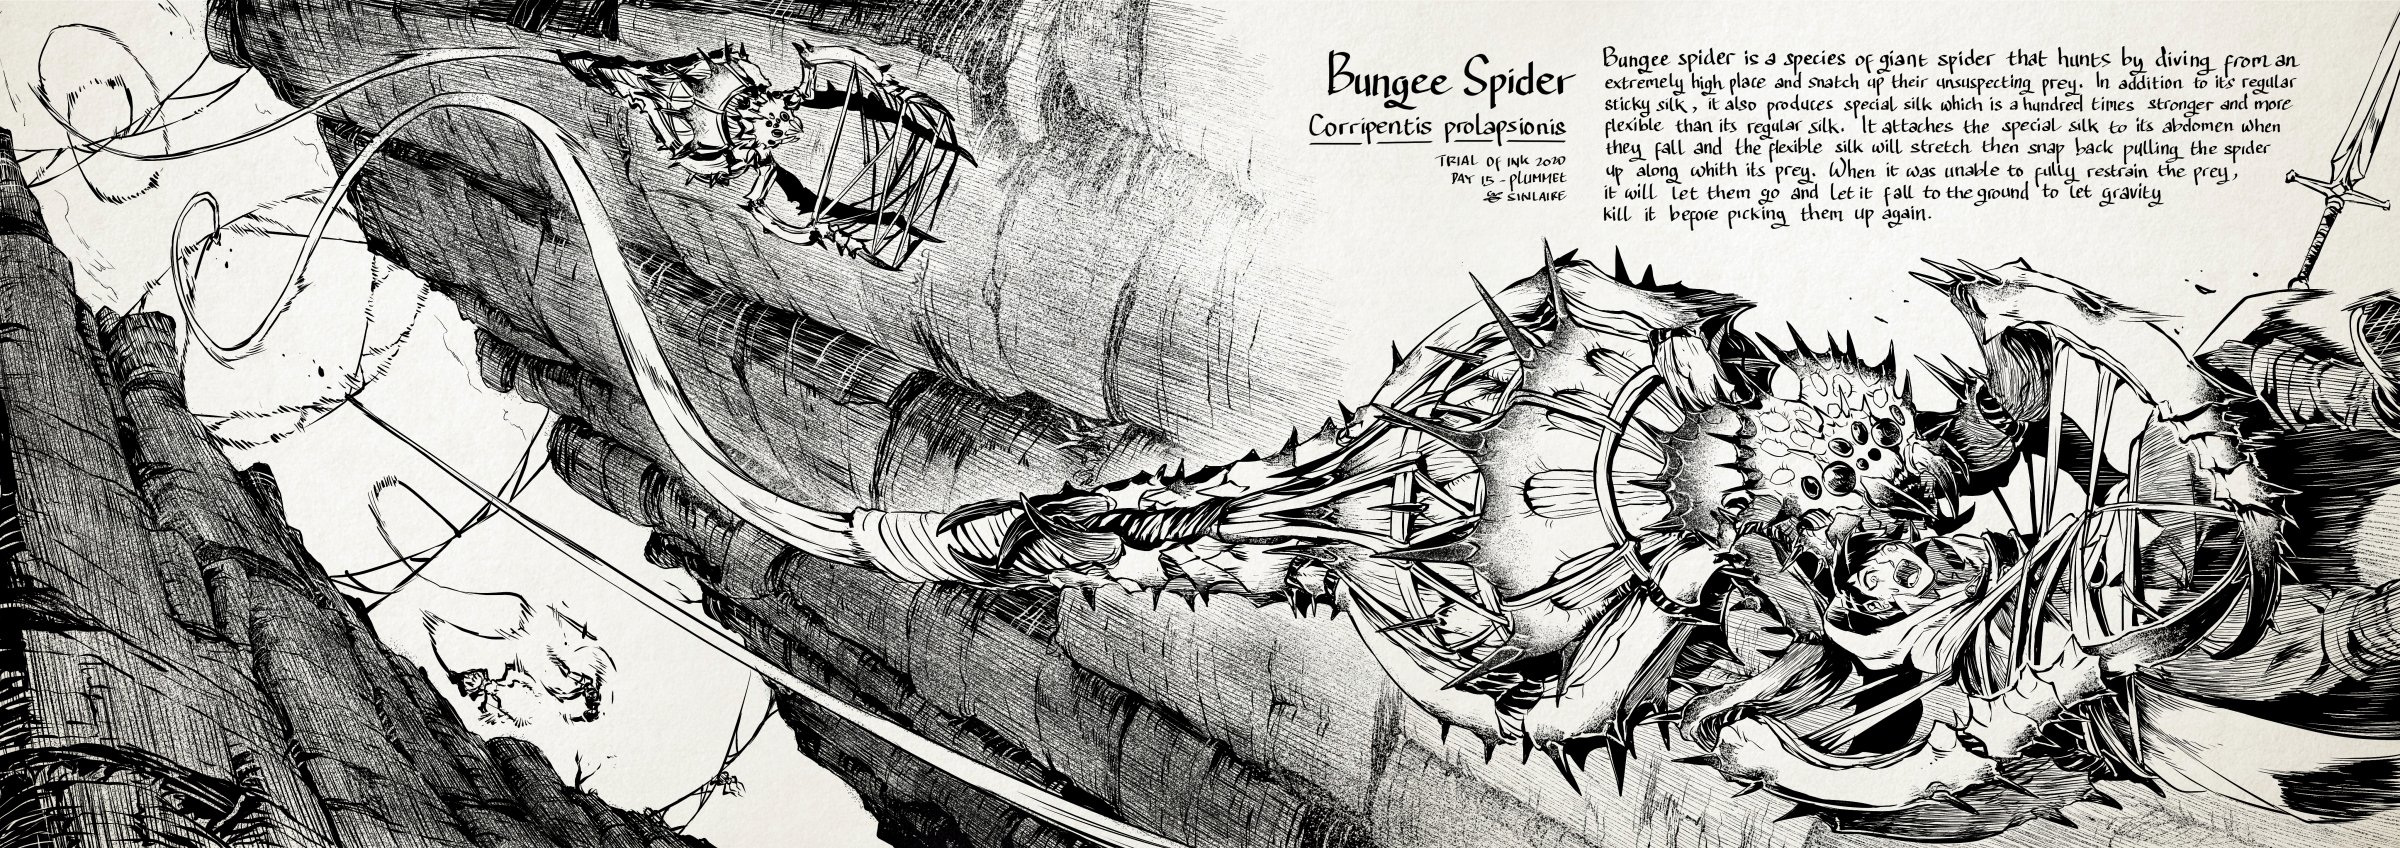 Bungee Spider
Corripentis prolapsionis
TRIAL OF INK 2020
DAY 15 - PLUMMET
SINLAIRE
Bungee spider is a species of giant spider that hunts by diving from an
extremely high place and snatch up their unsuspecting prey. In addition to its regular
sticky silk, it also produces special silk which is a hundred times stronger and more
flexible than its regular silk. It attaches the special silk to its abdomen when
they fall and the flexible silk will stretch then snap back pulling the spider
up along whith its prey. When it was unable to fully restrain the prey,
it will let them go and let it fall to the ground to let gravity
kill it before picking them up again.